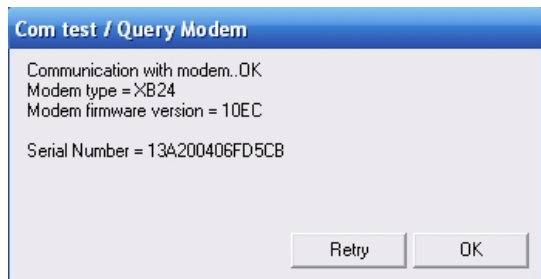 Com test / Query Modem
Communication with modem..OK
Modem type = XB24
Modem firmware version = 10EC
Serial Number = 13A200406FD5CB
Retry OK